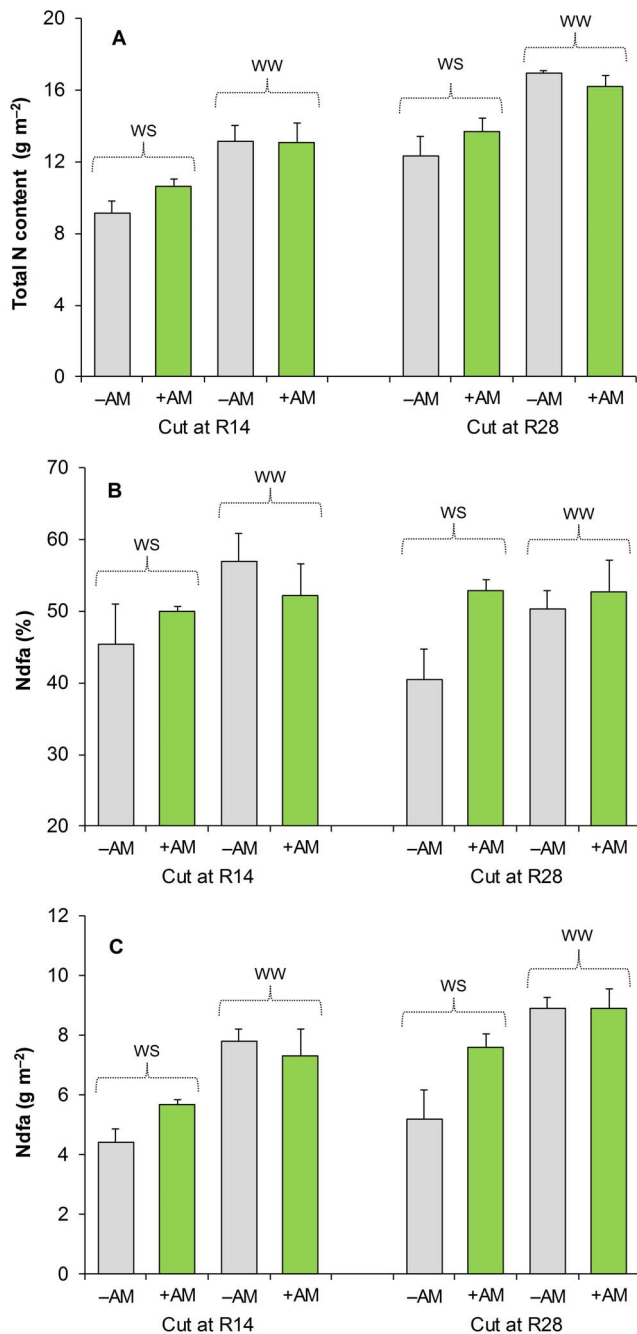 A
Total N content (g m⁻²)
20
16
12
8
4
0
WS
WW
WS
WW
–AM +AM –AM +AM –AM +AM –AM +AM
Cut at R14 Cut at R28
B
Ndfa (%)
70
60
50
40
30
20
WS
WW
WS
WW
–AM +AM –AM +AM –AM +AM –AM +AM
Cut at R14 Cut at R28
C
Ndfa (g m⁻²)
12
10
8
6
4
2
0
WS
WW
WS
WW
–AM +AM –AM +AM –AM +AM –AM +AM
Cut at R14 Cut at R28